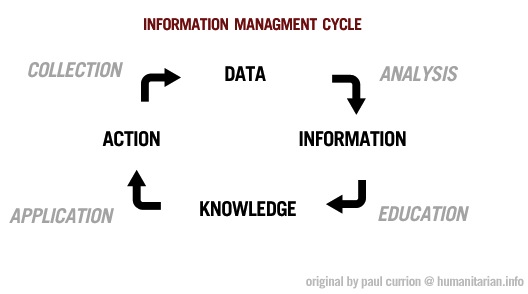 INFORMATION MANAGMENT CYCLE
COLLECTION
DATA
ANALYSIS
ACTION
INFORMATION
APPLICATION
KNOWLEDGE
EDUCATION
original by paul currion @ humanitarian.info